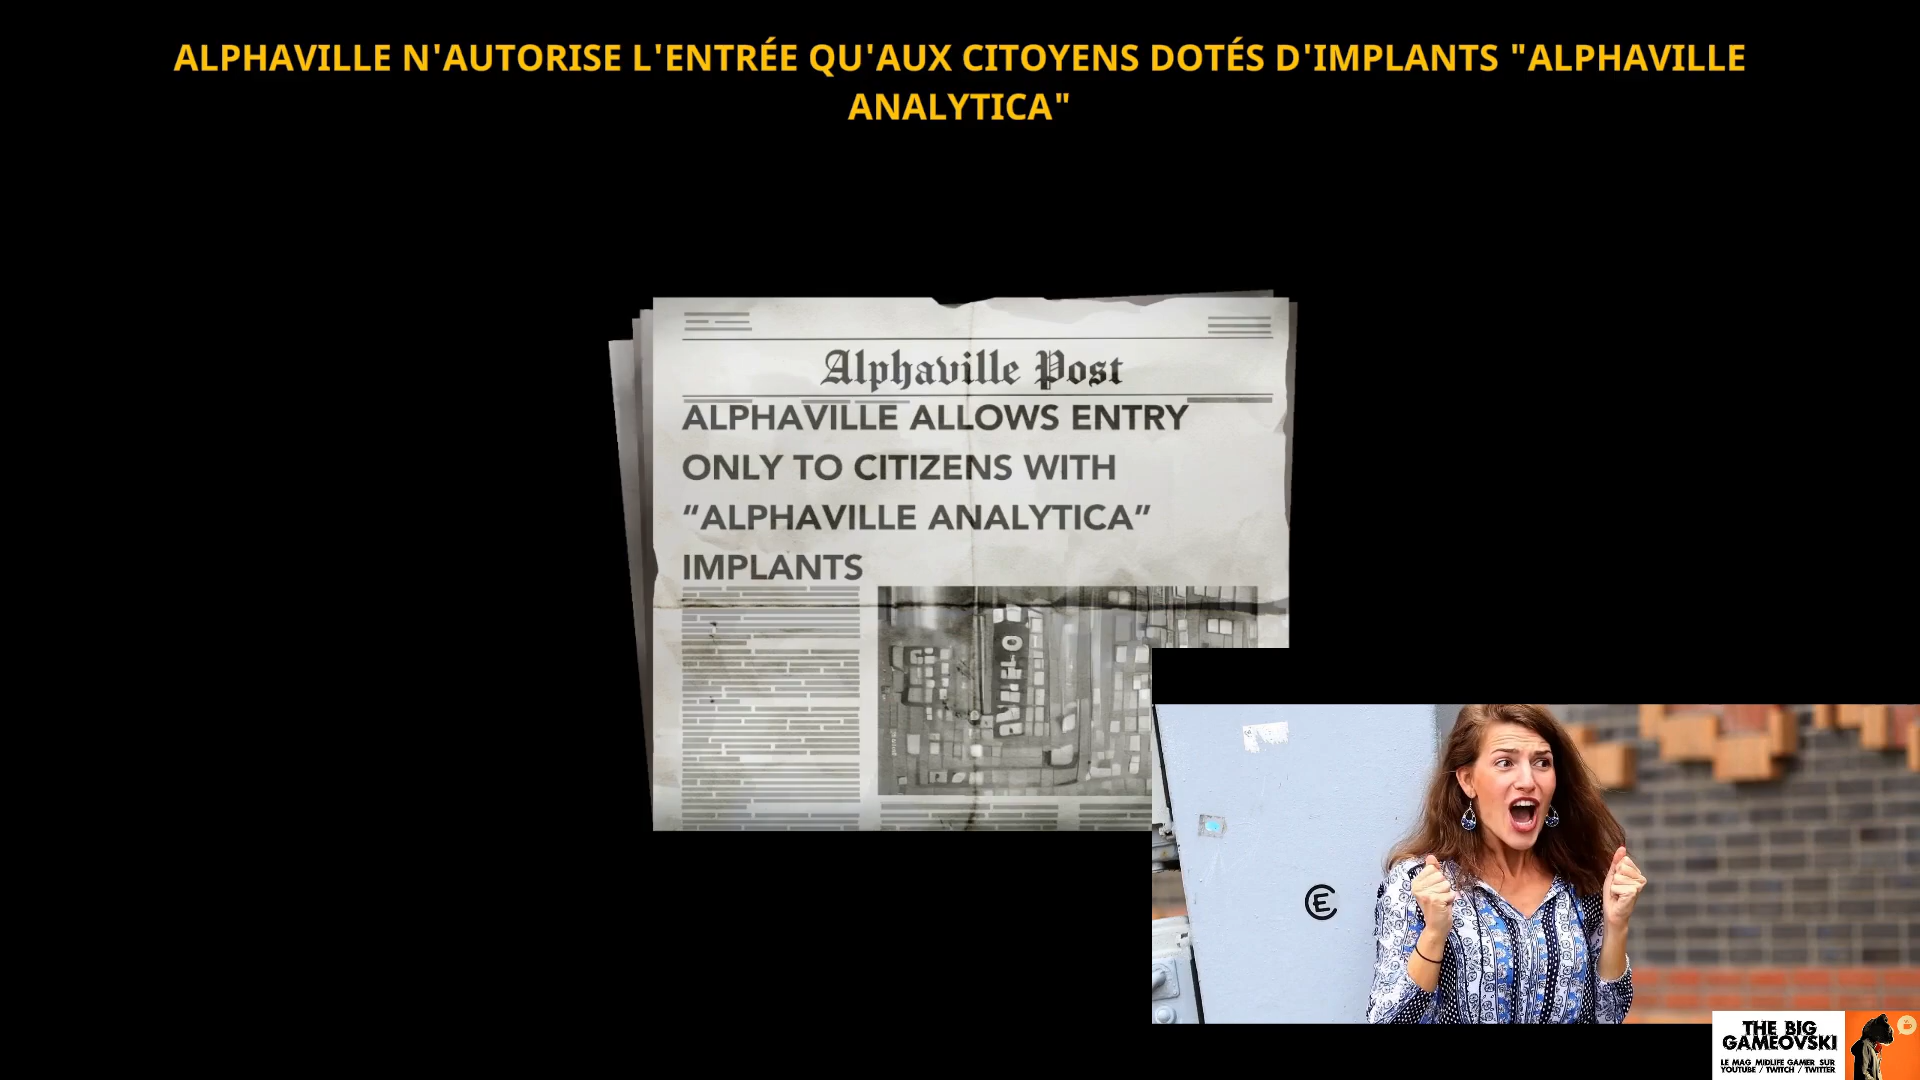 ALPHAVILLE N'AUTORISE L'ENTRÉE QU'AUX CITOYENS DOTÉS D'IMPLANTS "ALPHAVILLE
ANALYTICA"
Alphaville Post
ALPHAVILLE ALLOWS ENTRY
ONLY TO CITIZENS WITH
“ALPHAVILLE ANALYTICA”
IMPLANTS
THE BIG
GAMEOVSKI
LE MAG MIDLIFE GAMER SUR
YOUTUBE / TWITCH / TWITTER